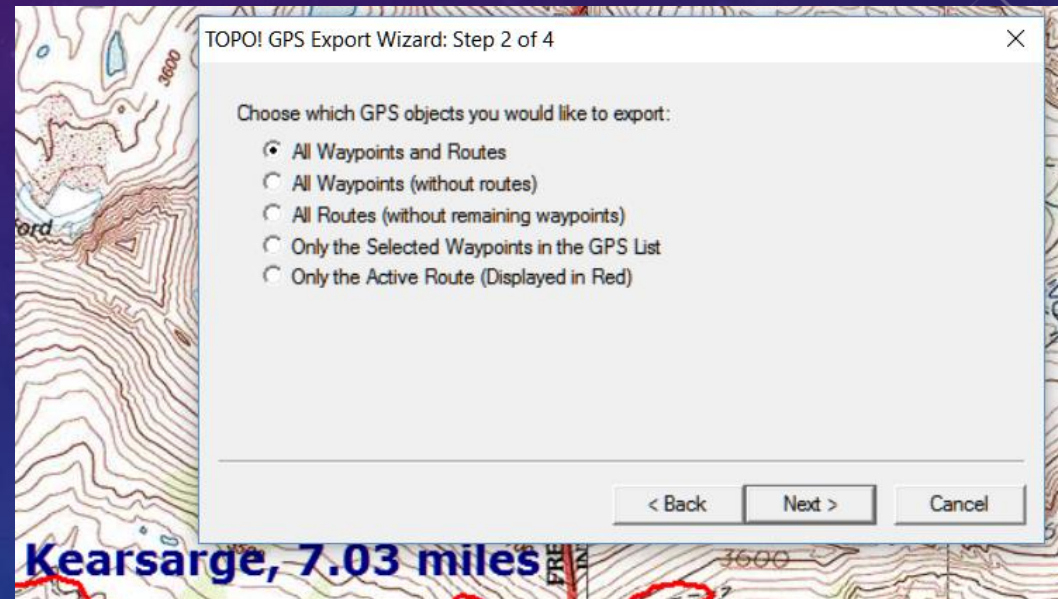 TOPO! GPS Export Wizard: Step 2 of 4
3600
Choose which GPS objects you would like to export:
All Waypoints and Routes
All Waypoints (without routes)
All Routes (without remaining waypoints)
ord
Only the Selected Waypoints in the GPS List
Only the Active Route (Displayed in Red)
< Back
Next >
Cancel
Kearsarge, 7.03 miles
FRE
3600